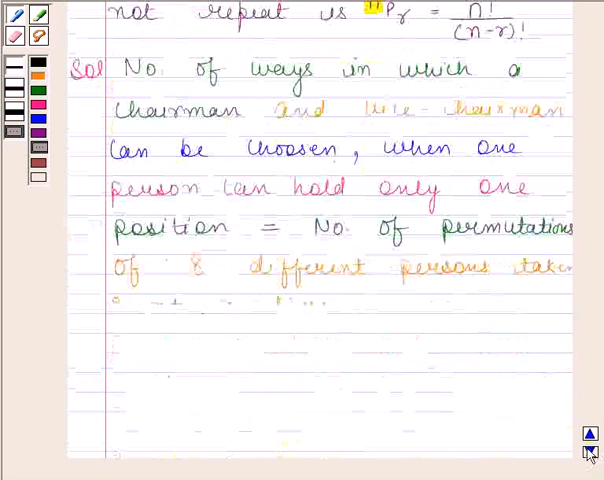 not repeat is ⁿPr = n!/(n-r)!
Sol No. of ways in which a
chairman and vice-chairman
can be choosen, when one
person can hold only one
position = No. of permutations
of 8 different persons taken